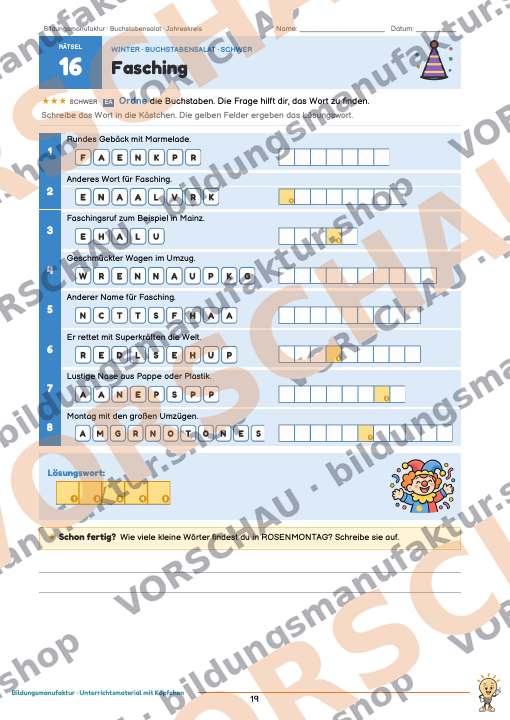 Bildungsmanufaktur · Buchstabensalat · Jahreskreis Name: Datum:
RÄTSEL
16
WINTER · BUCHSTABENSALAT · SCHWER
Fasching
★★★ SCHWER EA Ordne die Buchstaben. Die Frage hilft dir, das Wort zu finden.
Schreibe das Wort in die Kästchen. Die gelben Felder ergeben das Lösungswort.
1 Rundes Gebäck mit Marmelade.
F A E N K P R
2 Anderes Wort für Fasching.
E N A A L V R K
3 Faschingsruf zum Beispiel in Mainz.
E H A L U
4 Geschmückter Wagen im Umzug.
W R E N N A U P K G
5 Anderer Name für Fasching.
N C T T S F H A A
6 Er rettet mit Superkräften die Welt.
R E D L S E H U P
7 Lustige Nase aus Pappe oder Plastik.
A A N E P S P P
8 Montag mit den großen Umzügen.
A M G R N O T O N E S
Lösungswort:
★ Schon fertig? Wie viele kleine Wörter findest du in ROSENMONTAG? Schreibe sie auf.
Bildungsmanufaktur · Unterrichtsmaterial mit Köpfchen
19
VORSCHAU · bildungsmanufaktur.shop
VORSCHAU